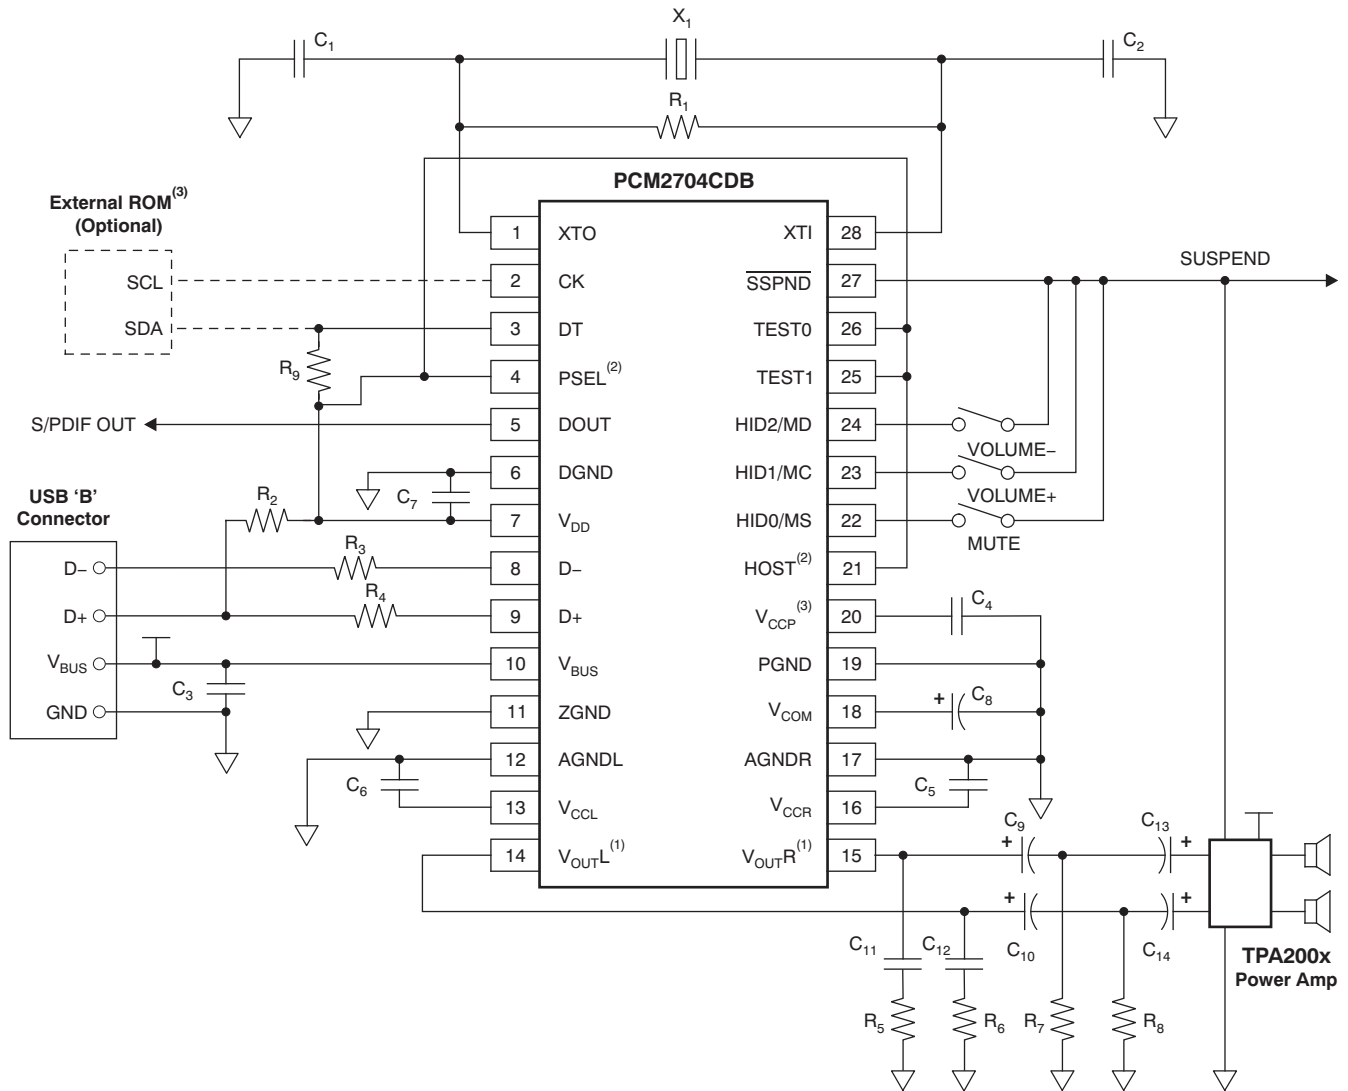 X1
C1
C2
R1
PCM2704CDB
External ROM(3)
(Optional)
SCL
SDA
R9
S/PDIF OUT
USB ‘B’
Connector
D–
D+
VBUS
GND
R2
R3
R4
C3
C7
C6
1 XTO
2 CK
3 DT
4 PSEL(2)
5 DOUT
6 DGND
7 VDD
8 D–
9 D+
10 VBUS
11 ZGND
12 AGNDL
13 VCCL
14 VOUTL(1)
XTI 28
SSPND 27
TEST0 26
TEST1 25
HID2/MD 24
HID1/MC 23
HID0/MS 22
HOST(2) 21
VCCP(3) 20
PGND 19
VCOM 18
AGNDR 17
VCCR 16
VOUTR(1) 15
SUSPEND
VOLUME–
VOLUME+
MUTE
C4
+ C8
C5
C9
+
C13
+
+
+
C11
C12
C10
C14
R5
R6
R7
R8
TPA200x
Power Amp